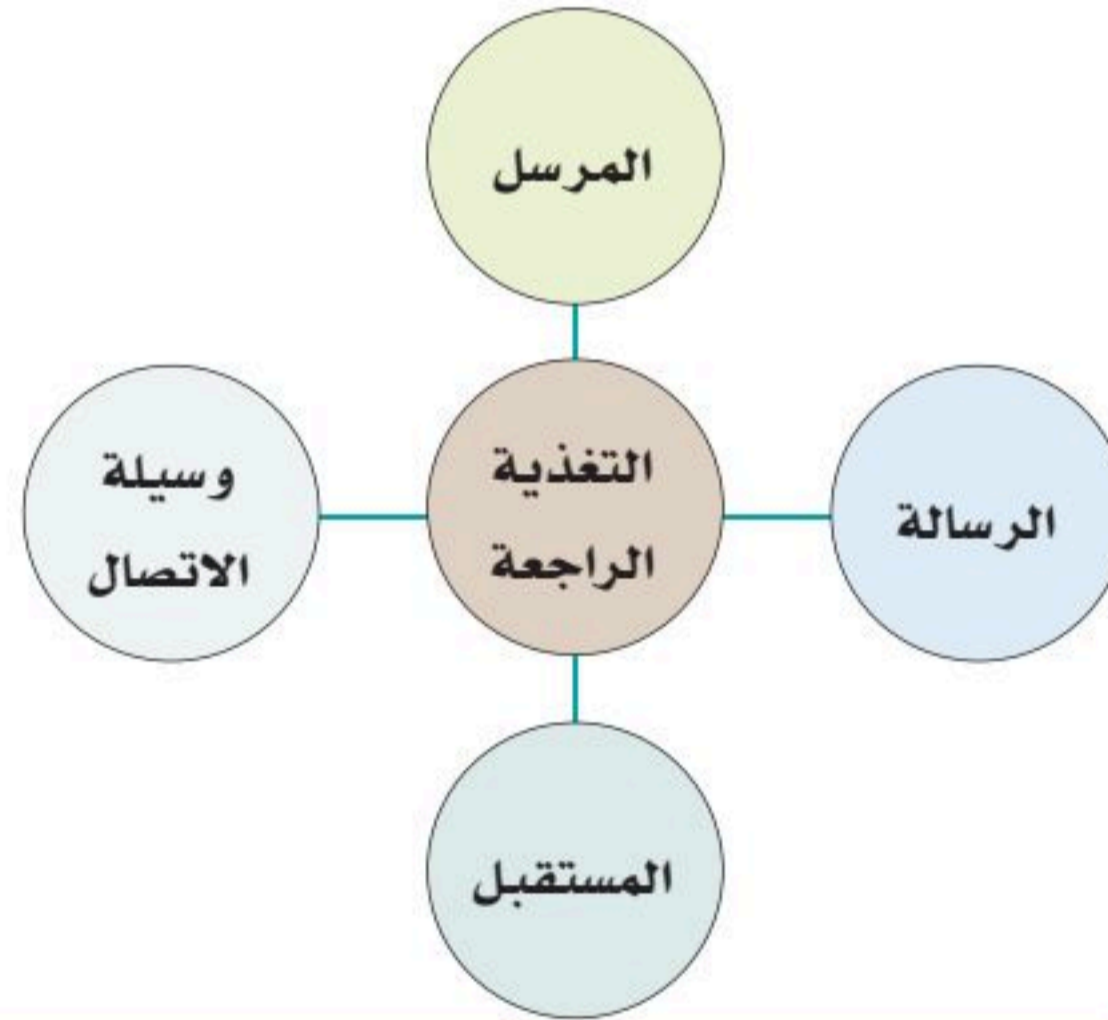 المرسل
الرسالة
التغذية
الراجعة
وسيلة
الاتصال
المستقبل